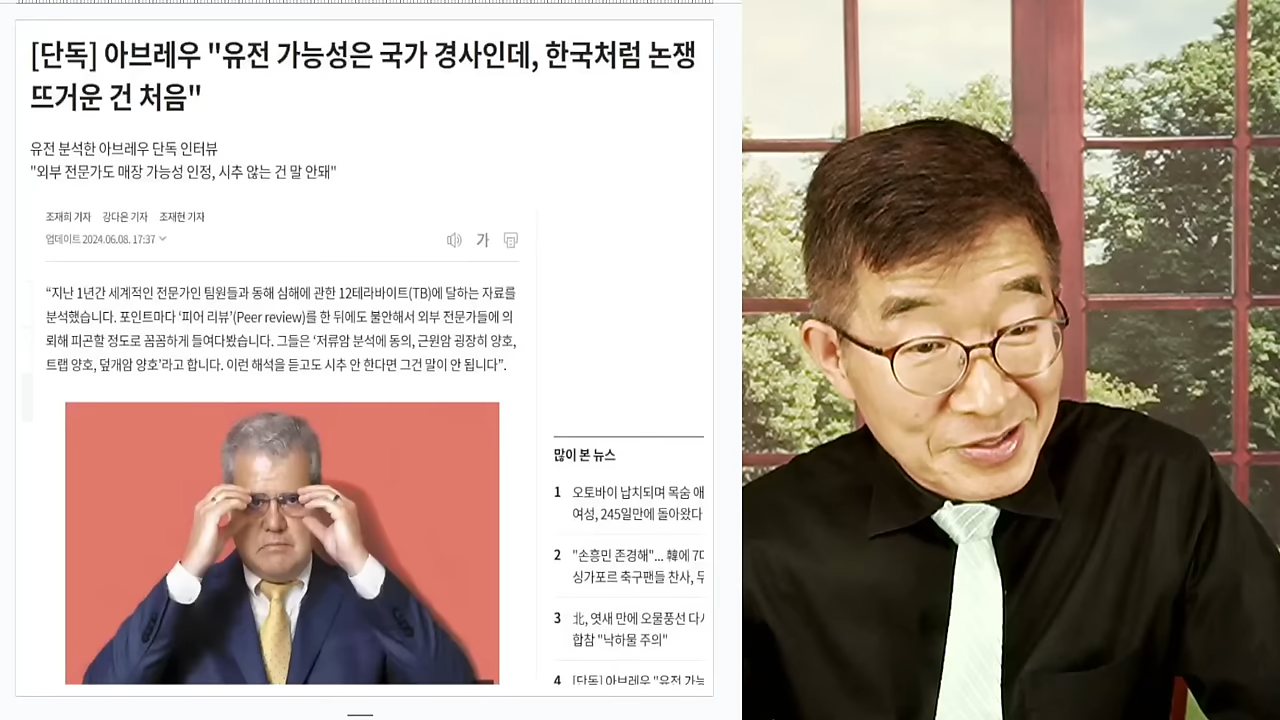 [단독] 아브레우 "유전 가능성은 국가 경사인데, 한국처럼 논쟁
뜨거운 건 처음"
유전 분석한 아브레우 단독 인터뷰
"외부 전문가도 매장 가능성 인정, 시추 않는 건 말 안돼"
조재희 기자 강다은 기자 조재현 기자
업데이트 2024.06.08. 17:37
가
“지난 1년간 세계적인 전문가인 팀원들과 동해 심해에 관한 12테라바이트(TB)에 달하는 자료를
분석했습니다. 포인트마다 ‘피어 리뷰’(Peer review)를 한 뒤에도 불안해서 외부 전문가들에 의
뢰해 피곤할 정도로 꼼꼼하게 들여다봤습니다. 그들은 ‘저류암 분석에 동의, 근원암 굉장히 양호,
트랩 양호, 덮개암 양호’라고 합니다. 이런 해석을 듣고도 시추 안 한다면 그건 말이 안 됩니다”.
많이 본 뉴스
1 오토바이 납치되며 목숨 애
여성, 245일만에 돌아왔다
2 "손흥민 존경해"... 韓에 7대
싱가포르 축구팬들 찬사,
3 北, 엿새 만에 오물풍선 다시
합참 "낙하물 주의"
4 [단독] 아브레우 "유전 가능